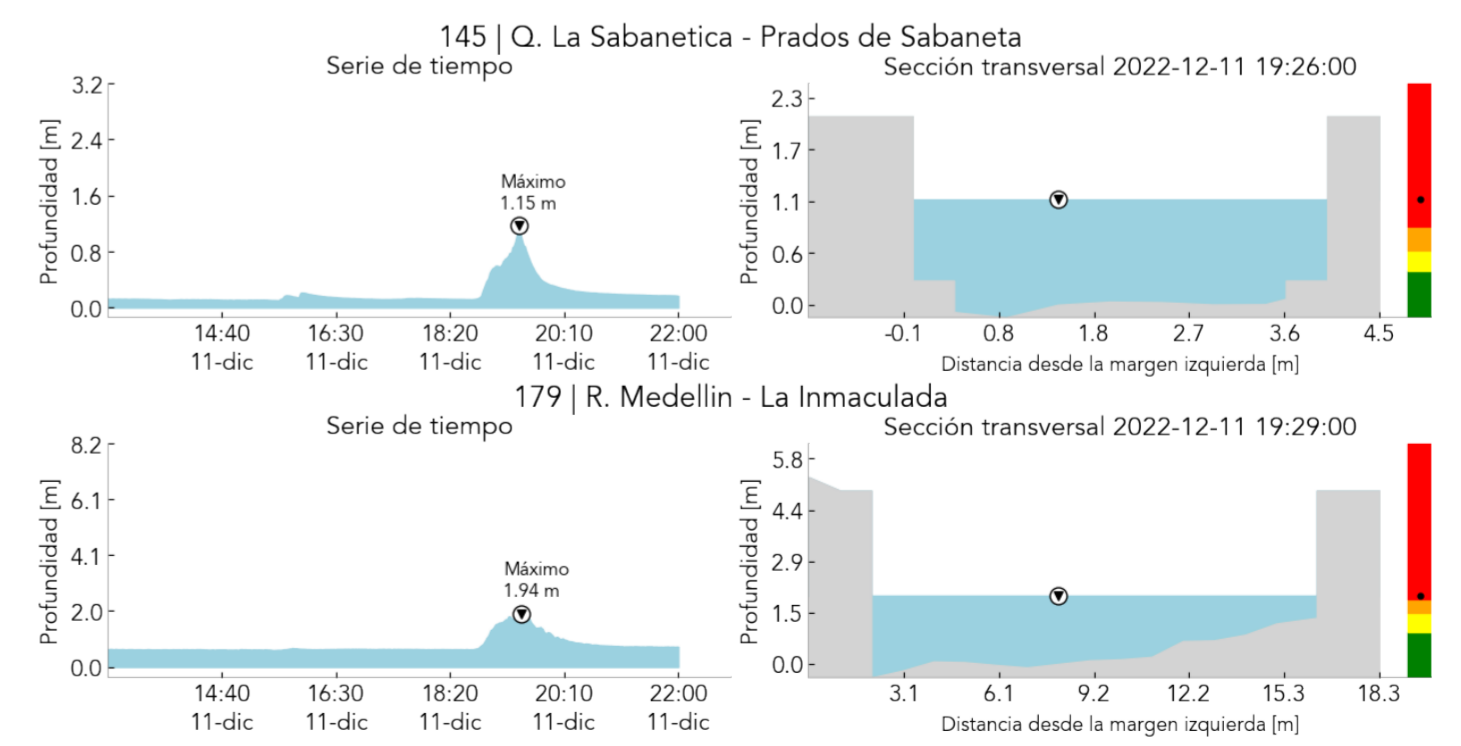 145 | Q. La Sabanetica - Prados de Sabaneta
Serie de tiempo
Profundidad [m]
3.2
2.4
1.6
0.8
0.0
Máximo
1.15 m
14:40 16:30 18:20 20:10 22:00
11-dic 11-dic 11-dic 11-dic 11-dic
Sección transversal 2022-12-11 19:26:00
Profundidad [m]
2.3
1.7
1.1
0.6
0.0
-0.1 0.8 1.8 2.7 3.6 4.5
Distancia desde la margen izquierda [m]
179 | R. Medellin - La Inmaculada
Serie de tiempo
Profundidad [m]
8.2
6.1
4.1
2.0
0.0
Máximo
1.94 m
14:40 16:30 18:20 20:10 22:00
11-dic 11-dic 11-dic 11-dic 11-dic
Sección transversal 2022-12-11 19:29:00
Profundidad [m]
5.8
4.4
2.9
1.5
0.0
3.1 6.1 9.2 12.2 15.3 18.3
Distancia desde la margen izquierda [m]